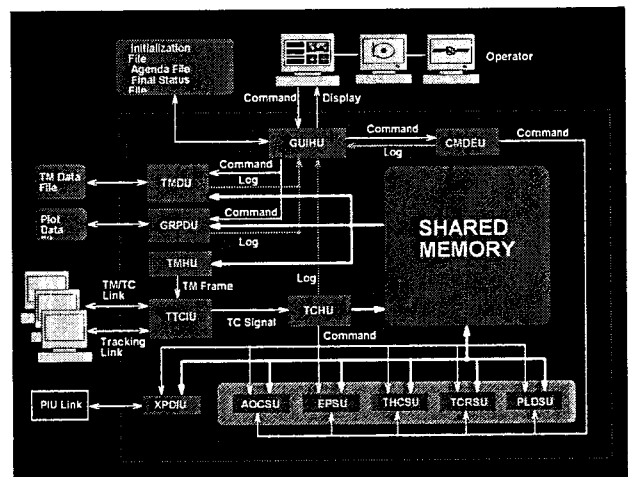 Initialization
File
Agenda File
Final Status
File
Operator
Command
Display
GUIHU
Command
Log
CMDEU
Command
TM Data
File
TMDU
Command
Log
Plot
Data
GRPDU
Command
Log
SHARED
MEMORY
TMHU
TM Frame
Log
TM/TC
Link
Tracking
Link
TTCIU
TC Signal
TCHU
Command
PIU Link
XPDIU
AOCSU
EPSU
THCSU
TCRSU
PLDSU